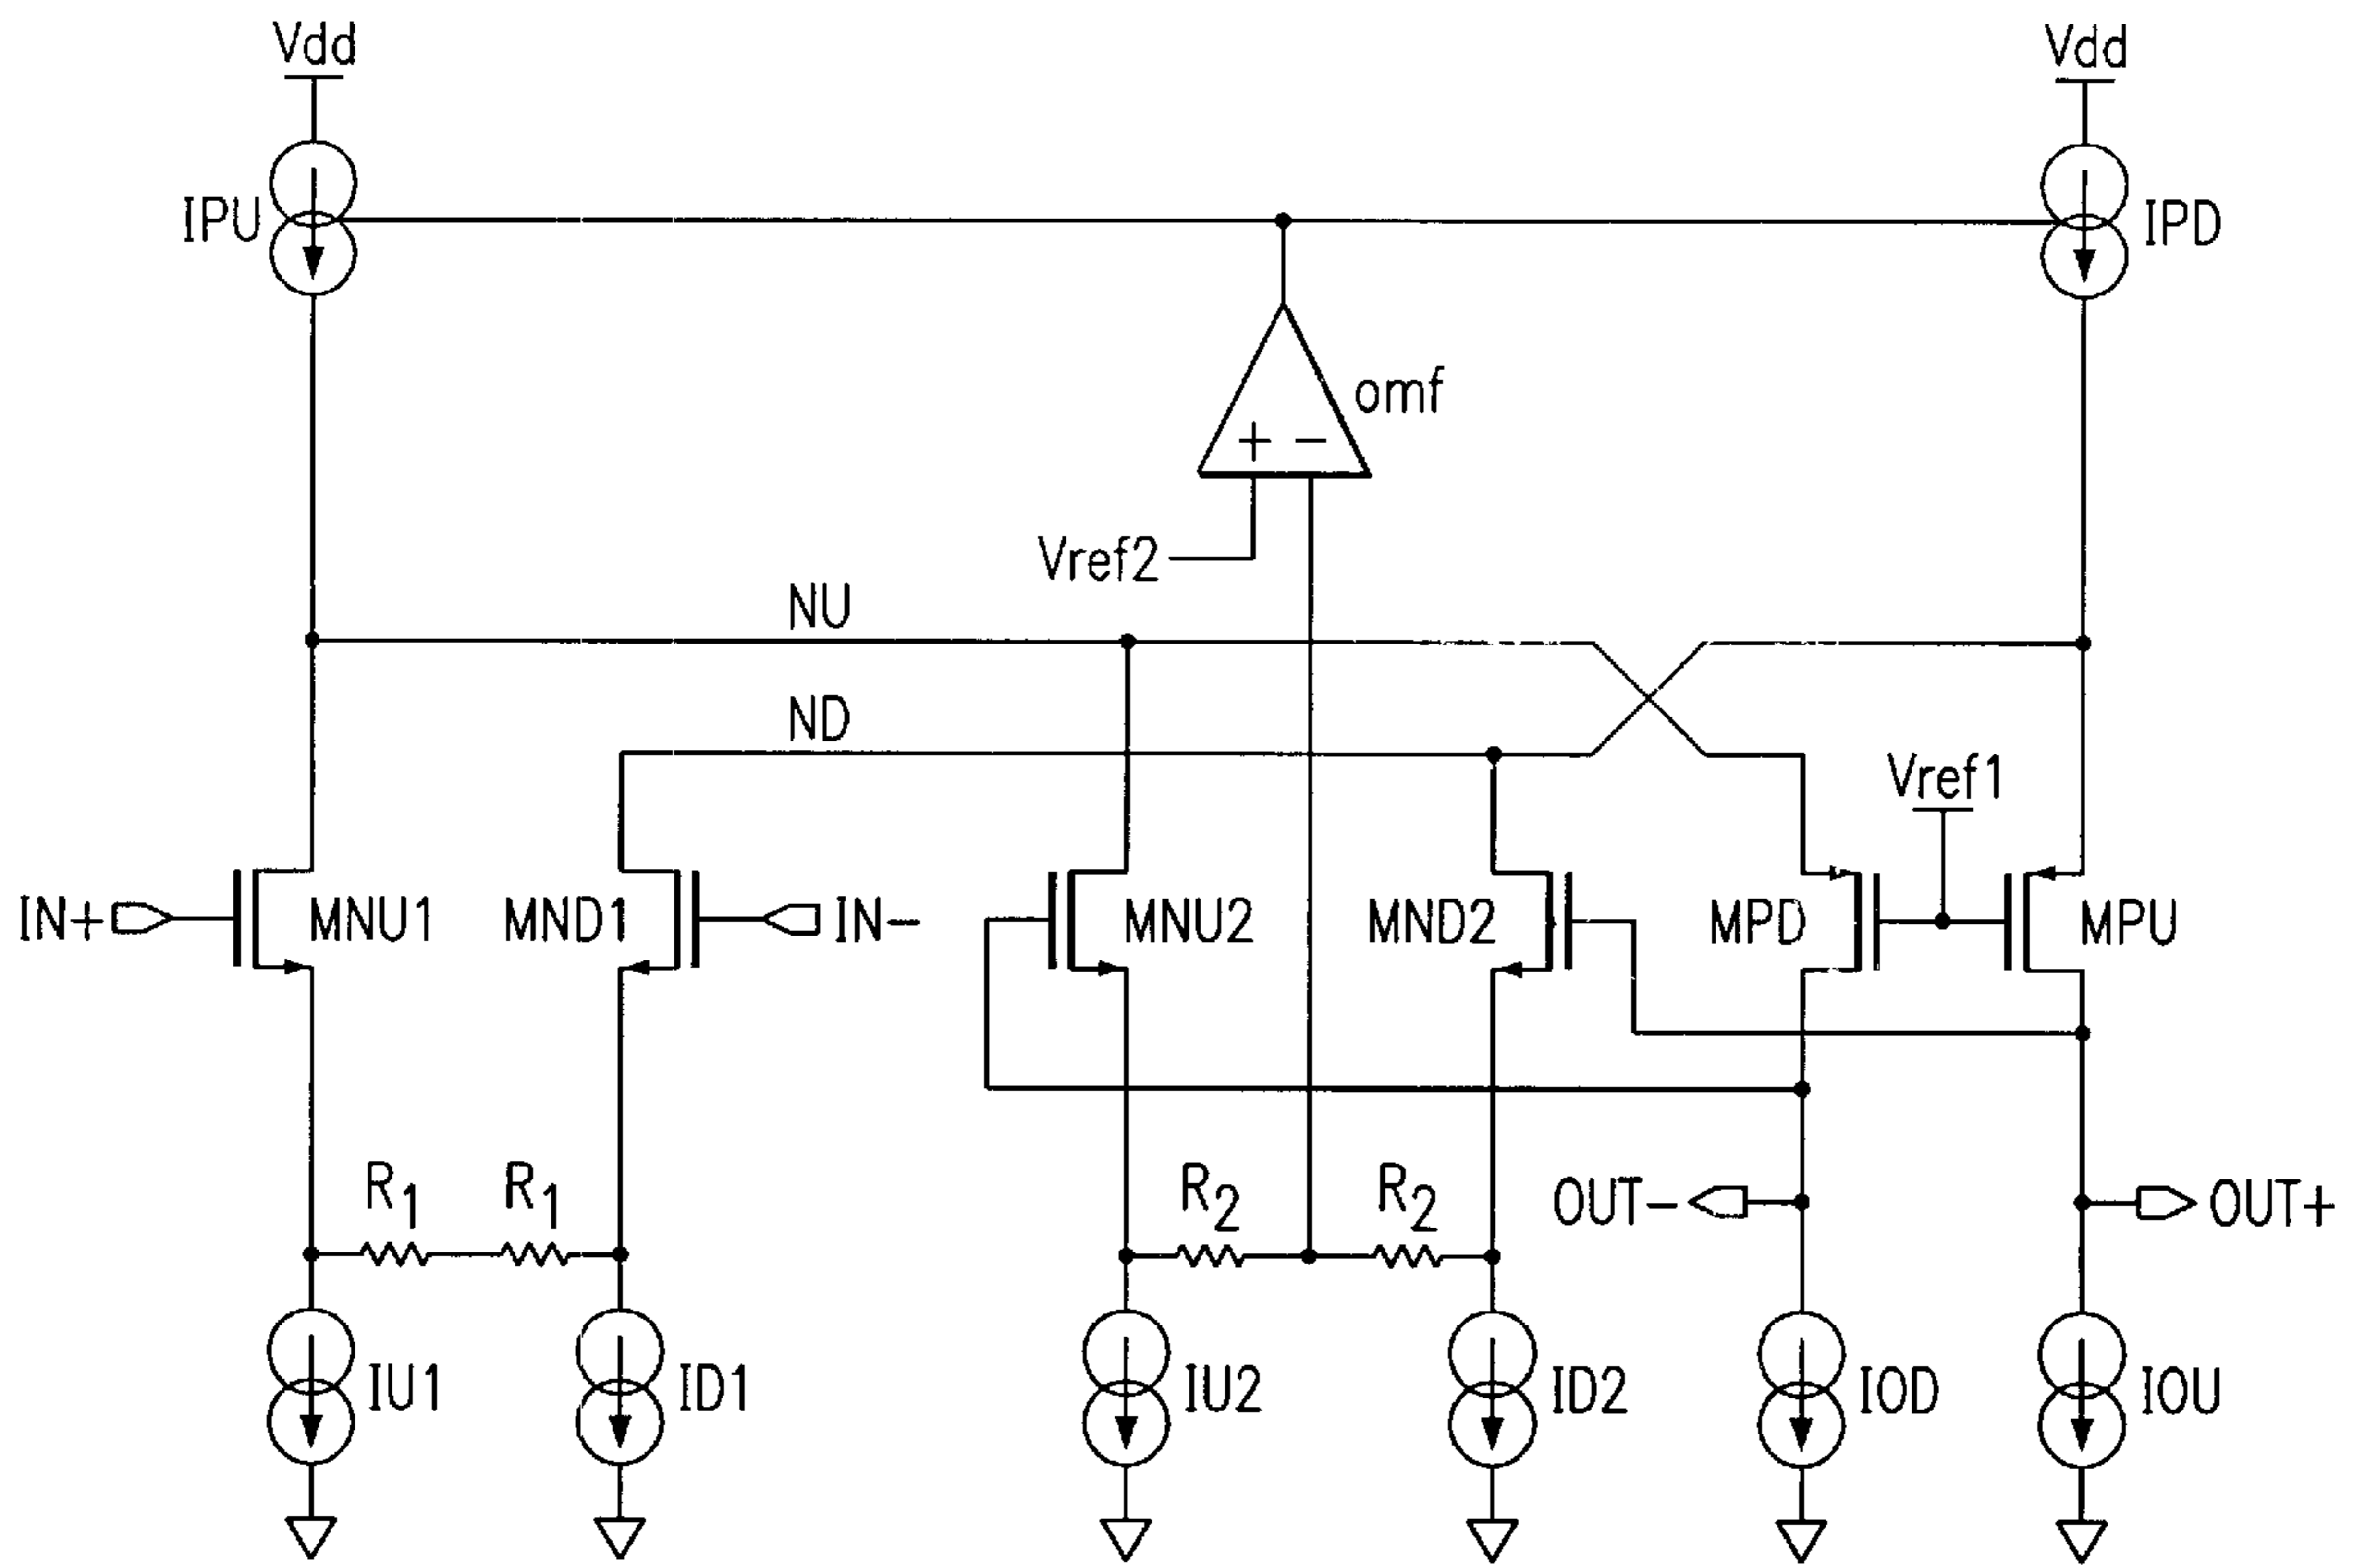 Vdd
Vdd
IPU
IPD
omf
+ −
Vref2
NU
ND
Vref1
IN+
MNU1
MND1
IN−
MNU2
MND2
MPD
MPU
R1
R1
R2
R2
OUT−
OUT+
IU1
ID1
IU2
ID2
IOD
IOU